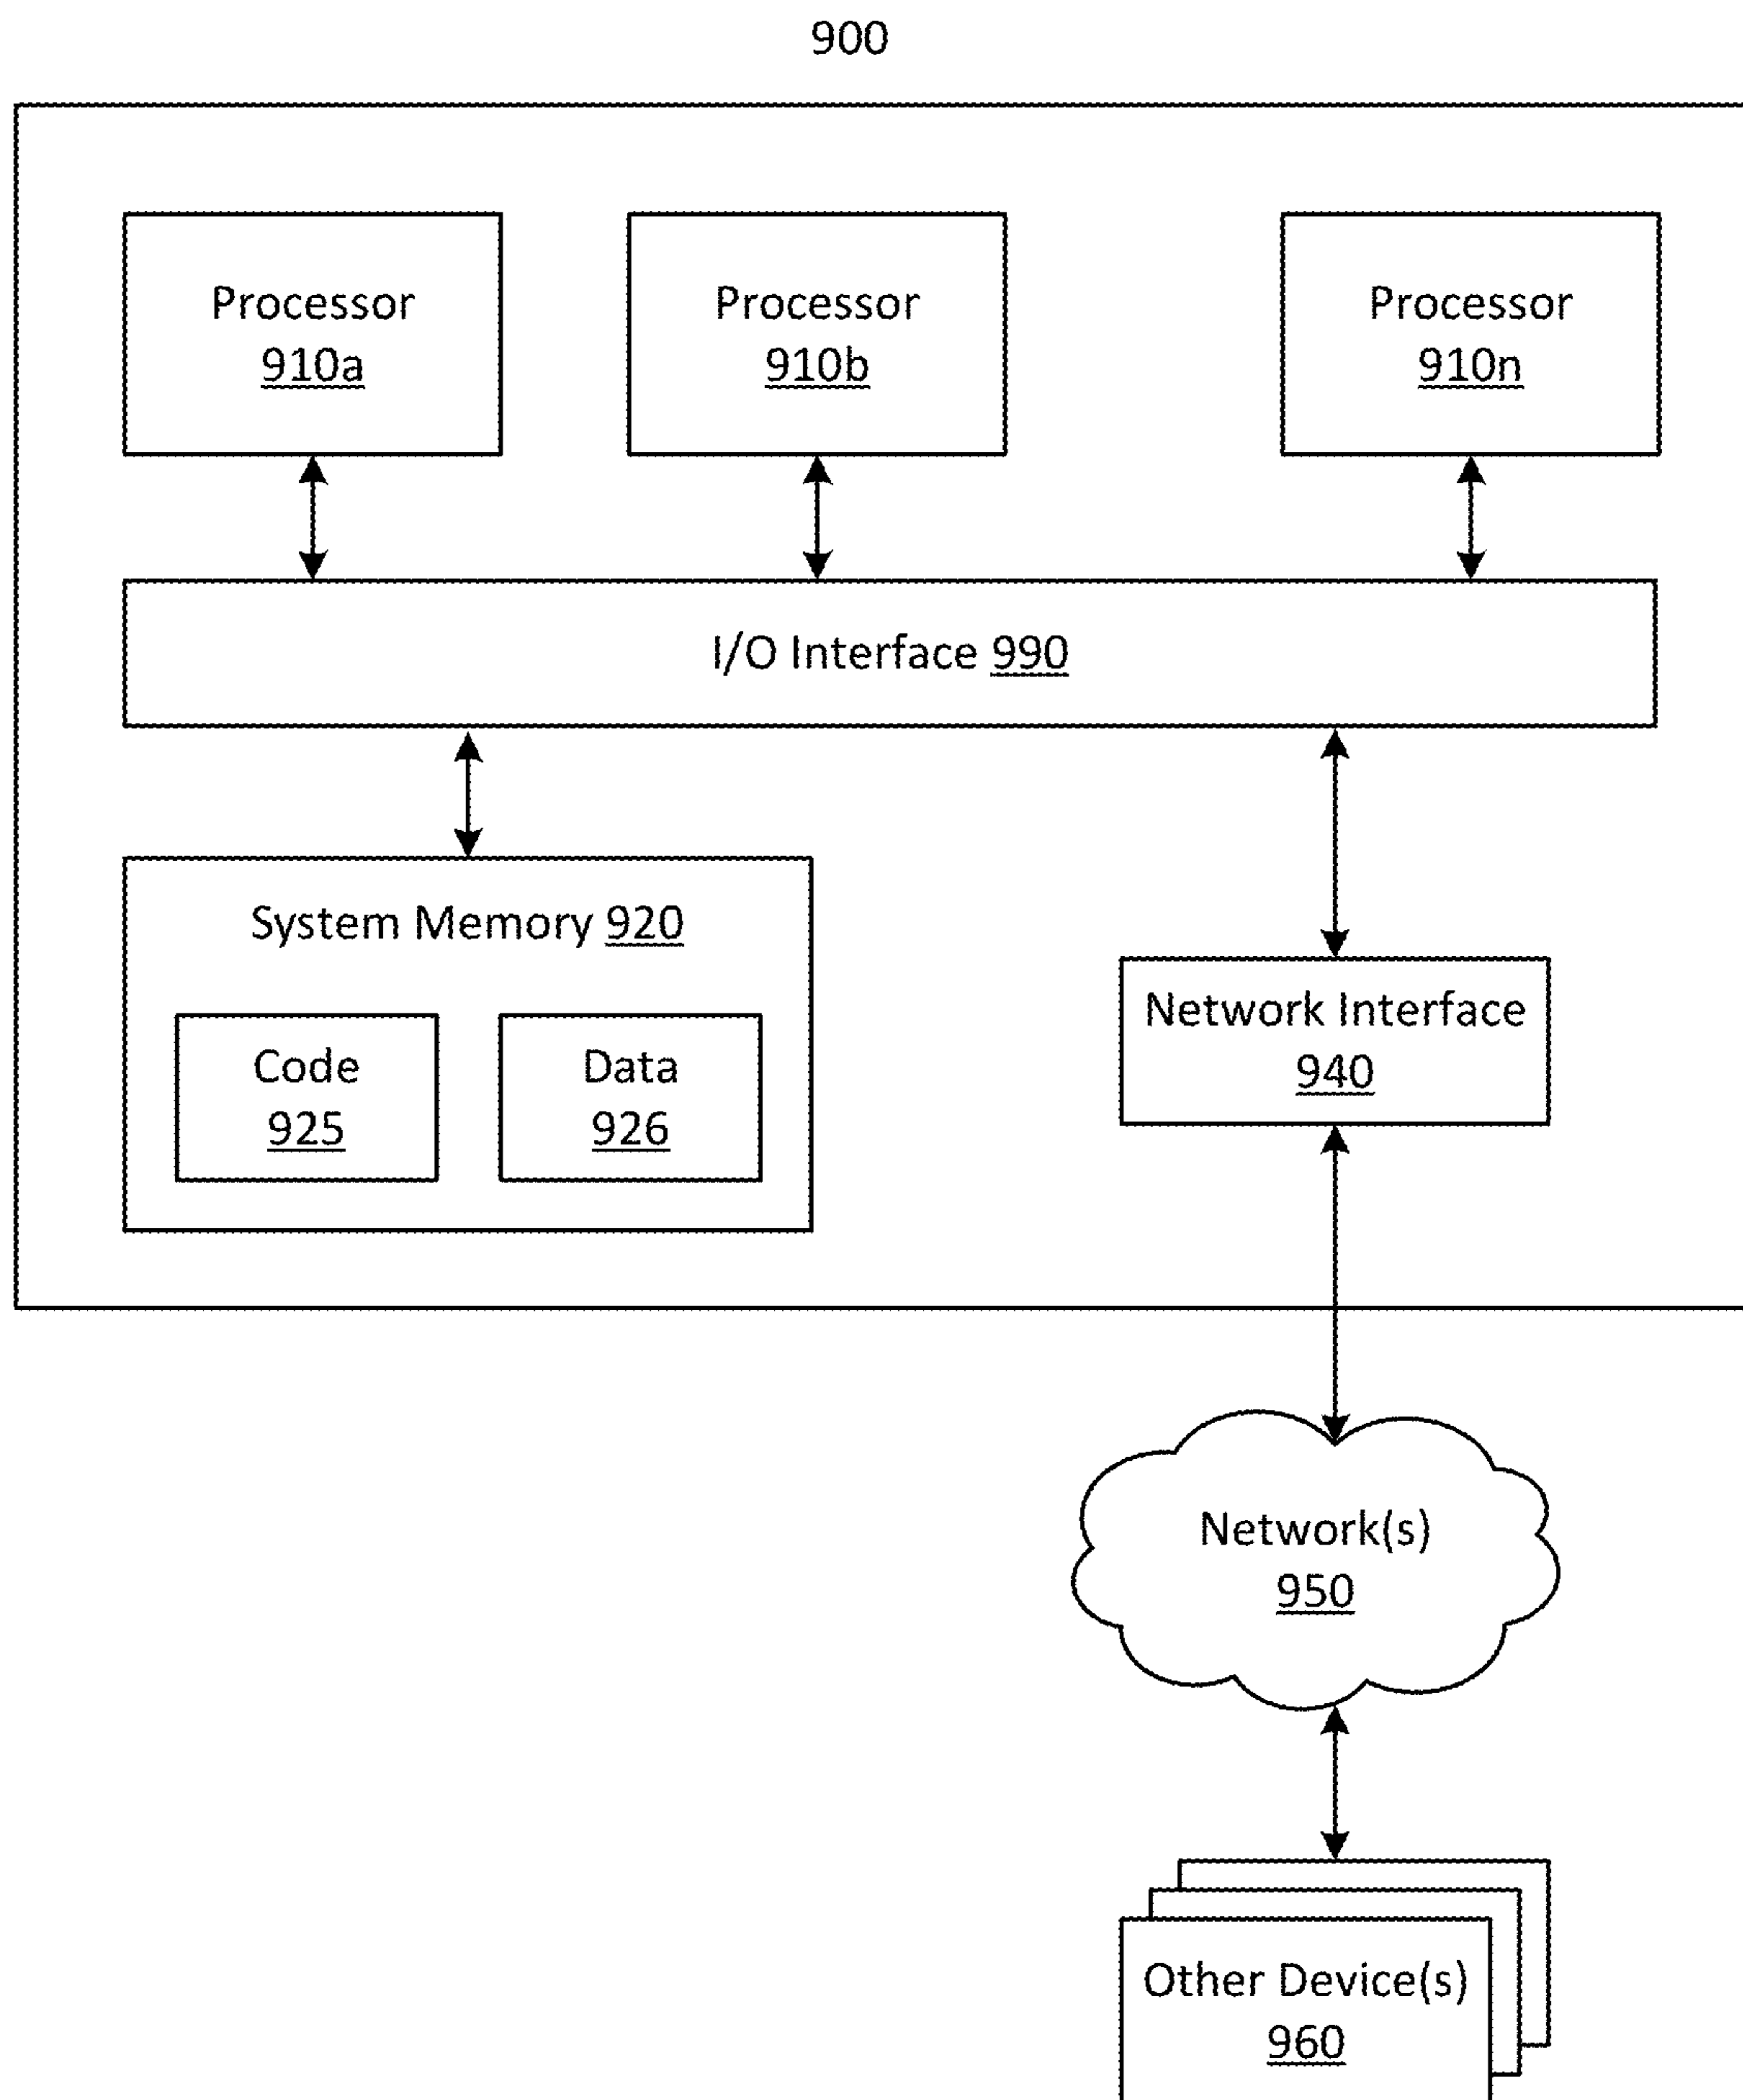 900
Processor
910a
Processor
910b
Processor
910n
I/O Interface 990
System Memory 920
Code
925
Data
926
Network Interface
940
Network(s)
950
Other Device(s)
960